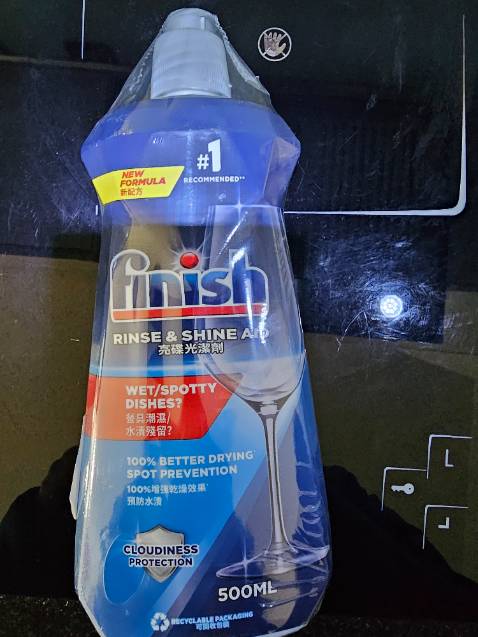 #1
RECOMMENDED**
NEW
FORMULA
新配方
finish
RINSE & SHINE AID
亮碟光潔劑
WET/SPOTTY
DISHES?
餐具潮濕/
水漬殘留?
100% BETTER DRYING*
SPOT PREVENTION
100%增強乾燥效果*
預防水漬
CLOUDINESS
PROTECTION
500ML
RECYCLABLE PACKAGING
可回收包裝